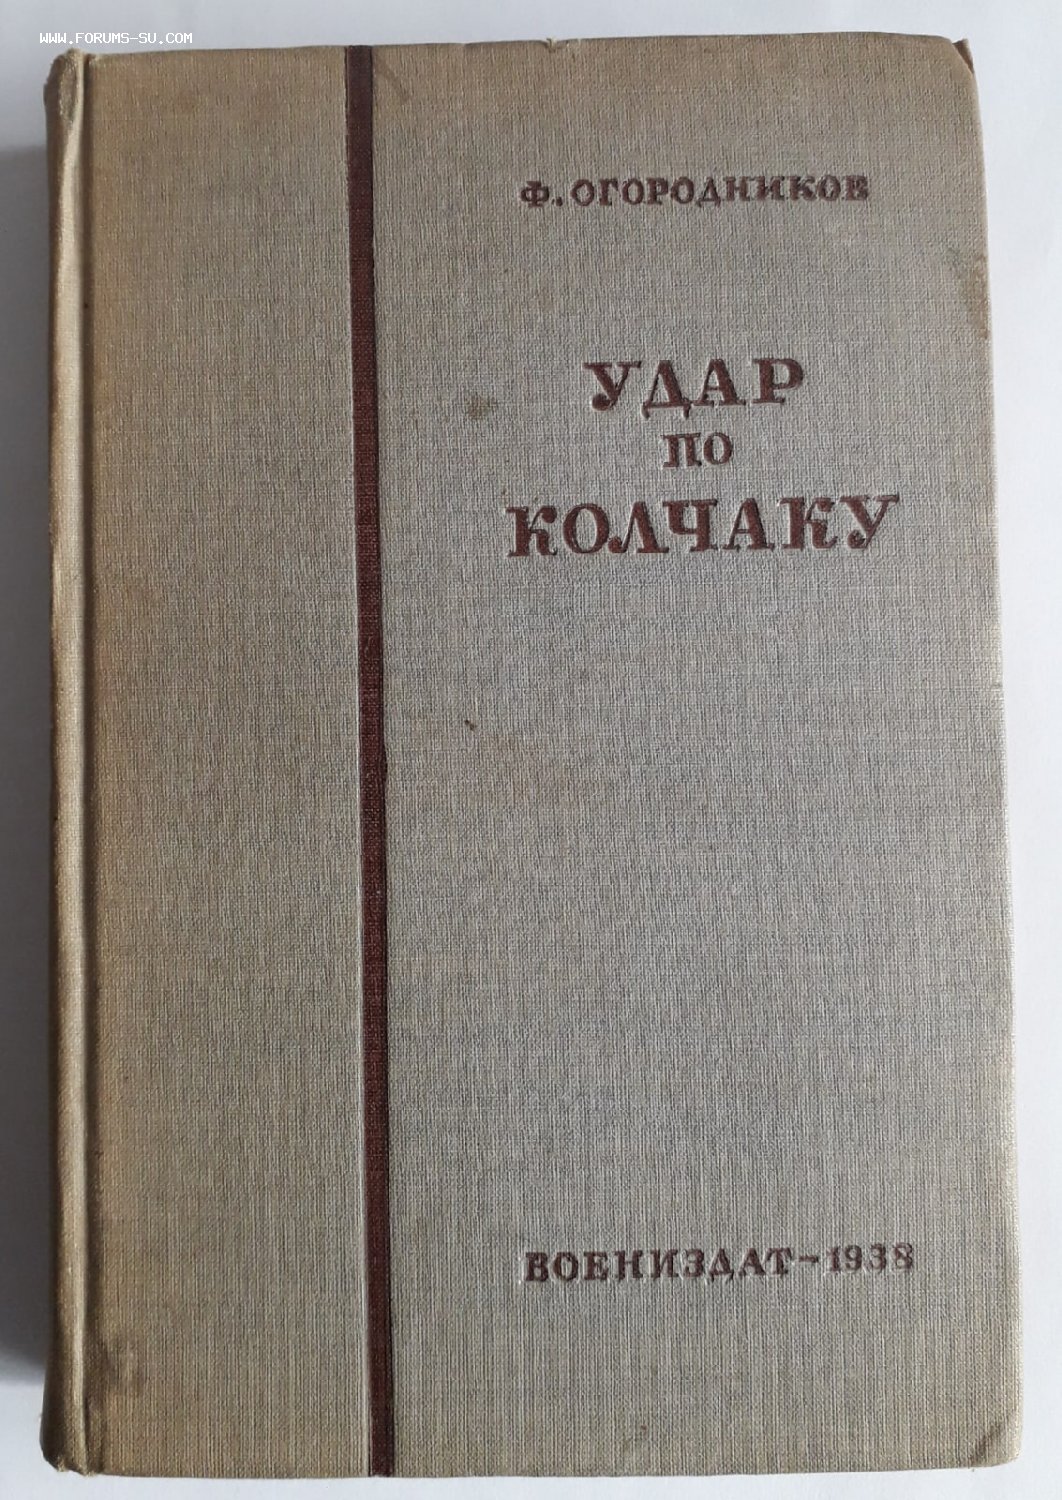 WWW.FORUMS-SU.COM
Ф. ОГОРОДНИКОВ
УДАР
ПО
КОЛЧАКУ
ВОЕНИЗДАТ-1938